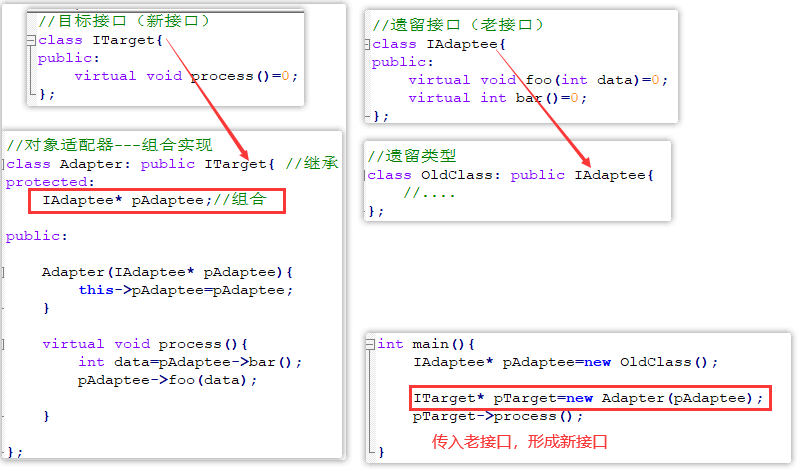 //目标接口（新接口）
class ITarget{
public:
    virtual void process()=0;
};
//遗留接口（老接口）
class IAdaptee{
public:
    virtual void foo(int data)=0;
    virtual int bar()=0;
};
//对象适配器---组合实现
class Adapter: public ITarget{ //继承
protected:
    IAdaptee* pAdaptee;//组合
public:
    Adapter(IAdaptee* pAdaptee){
        this->pAdaptee=pAdaptee;
    }
    virtual void process(){
        int data=pAdaptee->bar();
        pAdaptee->foo(data);
    }
};
//遗留类型
class OldClass: public IAdaptee{
    //....
};
int main(){
    IAdaptee* pAdaptee=new OldClass();
    ITarget* pTarget=new Adapter(pAdaptee);
    pTarget->process();
传入老接口，形成新接口
}